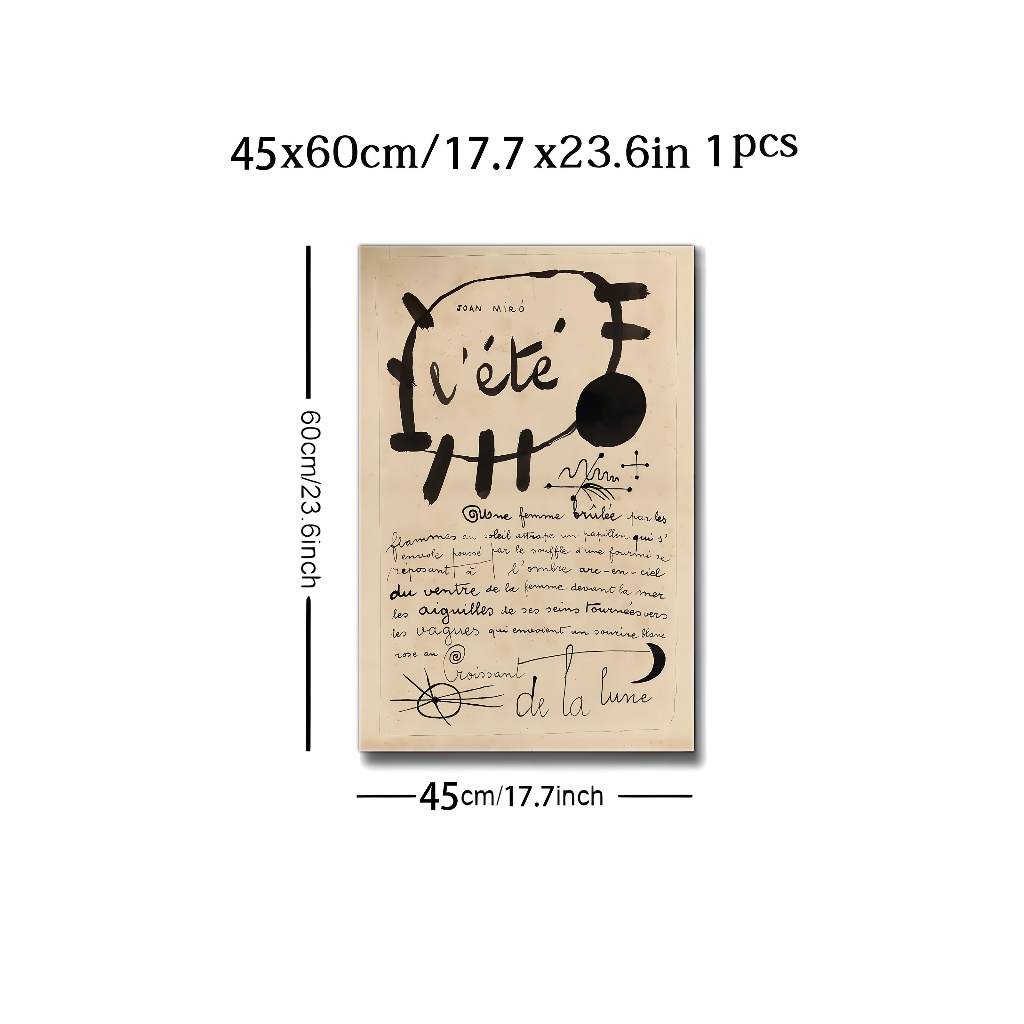 45x60cm/17.7 x23.6in 1pcs
JOAN MIRÓ
l'été
Une femme brûlée par les
flammes au soleil attrape un papillon qui s'
envole poussé par le souffle d'une fourmi se
reposant à l'ombre arc-en-ciel
du ventre de la femme devant la mer
les aiguilles de ses seins tournées vers
les vagues qui envoient un sourire blanc
rose au
Croissant
de la lune
60cm/23.6inch
45cm/17.7inch